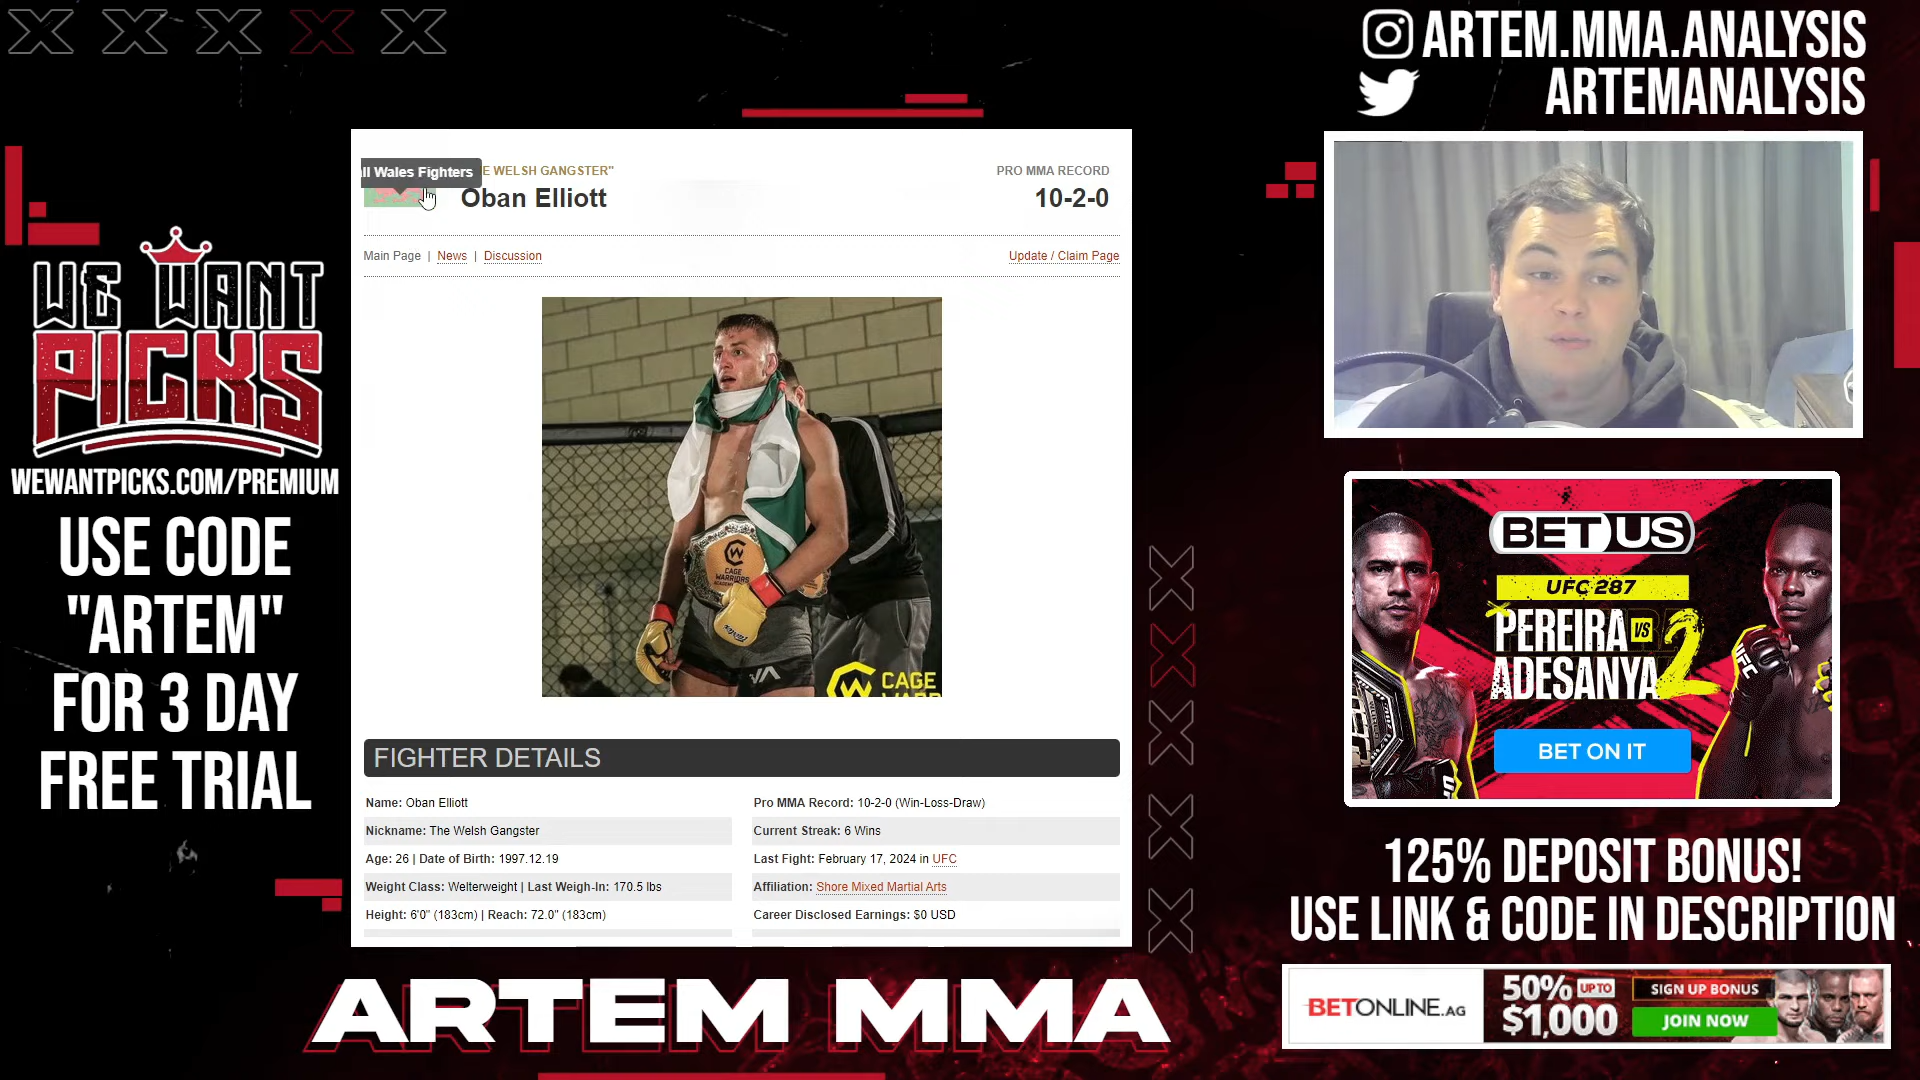 ARTEM.MMA.ANALYSIS
ARTEMANALYSIS
ll Wales Fighters
E WELSH GANGSTER"
Oban Elliott
PRO MMA RECORD
10-2-0
Main Page | News | Discussion
Update / Claim Page
CAGE WARRIORS
CAGE
FIGHTER DETAILS
Name: Oban Elliott
Nickname: The Welsh Gangster
Age: 26 | Date of Birth: 1997.12.19
Weight Class: Welterweight | Last Weigh-In: 170.5 lbs
Height: 6'0" (183cm) | Reach: 72.0" (183cm)
Pro MMA Record: 10-2-0 (Win-Loss-Draw)
Current Streak: 6 Wins
Last Fight: February 17, 2024 in UFC
Affiliation: Shore Mixed Martial Arts
Career Disclosed Earnings: $0 USD
WE WANT
PICKS
WEWANTPICKS.COM/PREMIUM
USE CODE
"ARTEM"
FOR 3 DAY
FREE TRIAL
BETUS
UFC 287
PEREIRA VS
ADESANYA 2
UFC
BET ON IT
125% DEPOSIT BONUS!
USE LINK & CODE IN DESCRIPTION
BETONLINE.AG
50% UP TO
$1,000
SIGN UP BONUS
JOIN NOW
ARTEM MMA